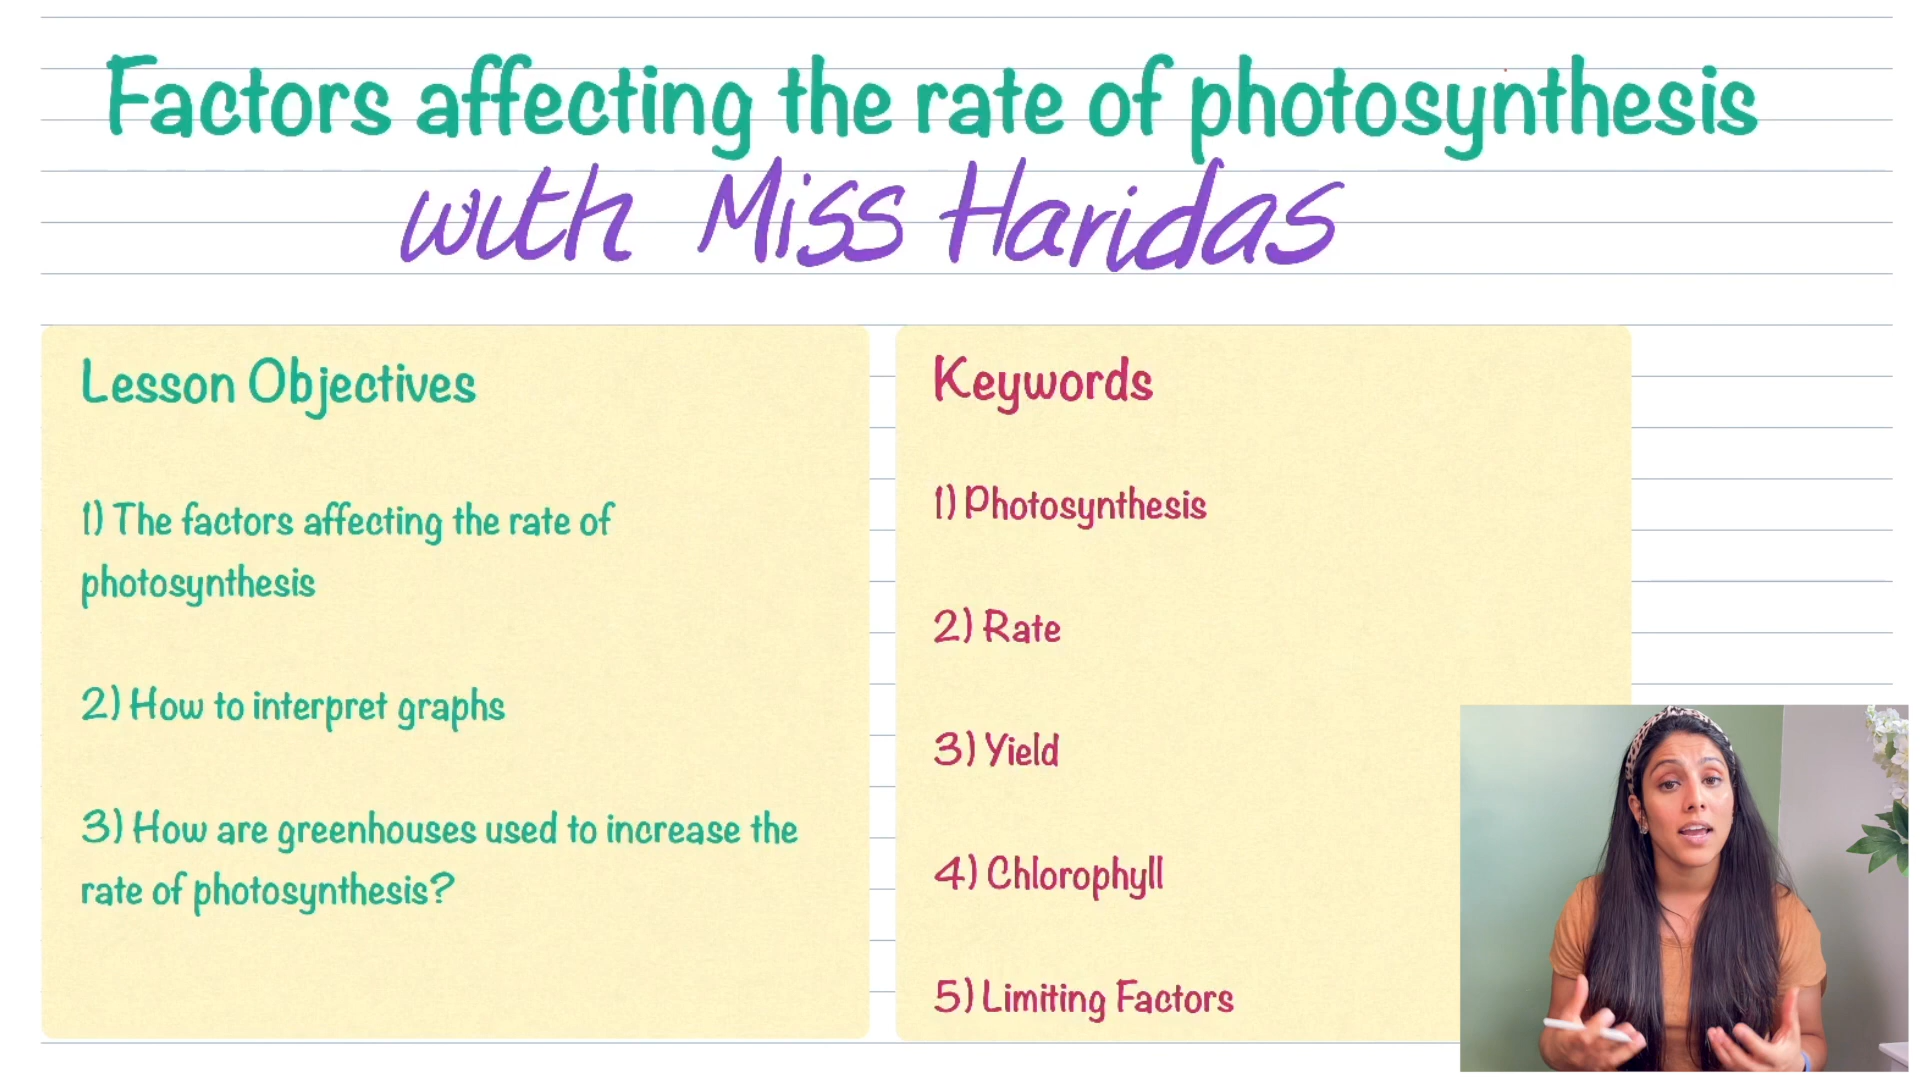 Factors affecting the rate of photosynthesis
with Miss Haridas
Lesson Objectives
1) The factors affecting the rate of
photosynthesis
2) How to interpret graphs
3) How are greenhouses used to increase the
rate of photosynthesis?
Keywords
1) Photosynthesis
2) Rate
3) Yield
4) Chlorophyll
5) Limiting Factors